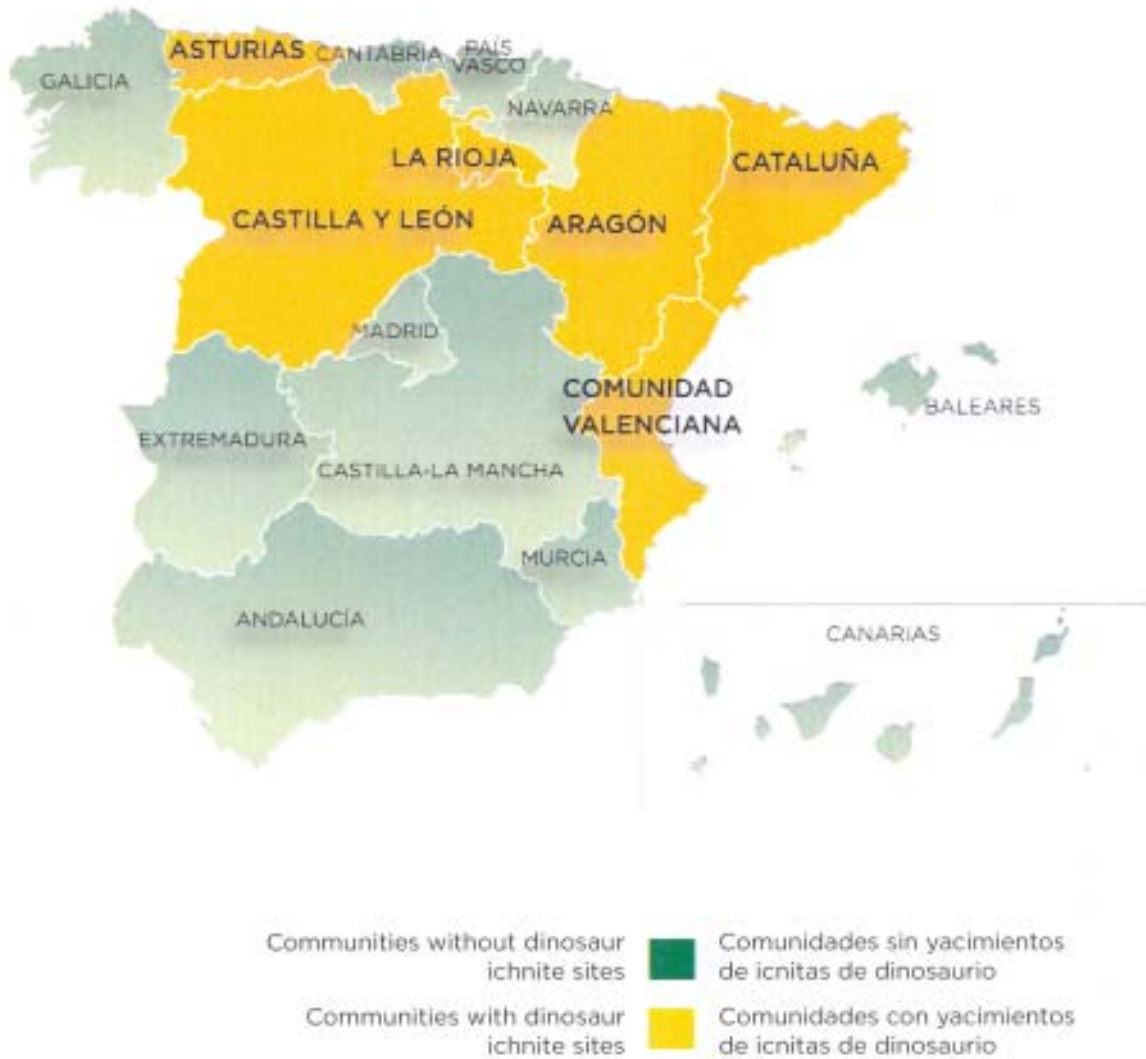 ASTURIAS
CANTABRIA
PAÍS
VASCO
GALICIA
NAVARRA
LA RIOJA
CATALUÑA
CASTILLA Y LEÓN
ARAGÓN
MADRID
COMUNIDAD
VALENCIANA
BALEARES
EXTREMADURA
CASTILLA-LA MANCHA
MURCIA
ANDALUCÍA
CANARIAS
Communities without dinosaur
ichnite sites
Comunidades sin yacimientos
de icnitas de dinosaurio
Communities with dinosaur
ichnite sites
Comunidades con yacimientos
de icnitas de dinosaurio